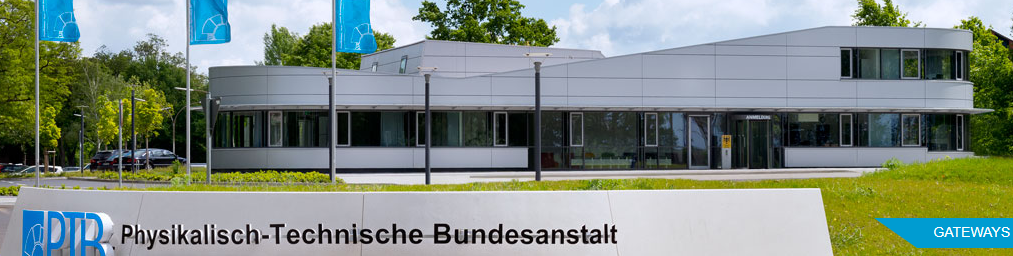 ANMELDUNG
PTB Physikalisch-Technische Bundesanstalt
GATEWAYS